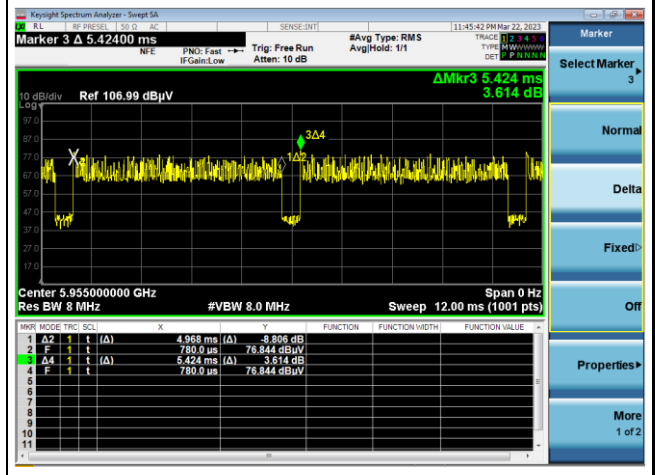 Keysight Spectrum Analyzer - Swept SA
RL RF PRESEL 50 Ω AC SENSE:INT 11:45:42 PM Mar 22, 2023
Marker 3 Δ 5.42400 ms
NFE PNO: Fast IFGain:Low Trig: Free Run Atten: 10 dB
#Avg Type: RMS Avg|Hold: 1/1
TRACE 1 2 3 4 5 6
TYPE MWWWWW
DET P P N N N N
ΔMkr3 5.424 ms
3.614 dB
10 dB/div Ref 106.99 dBµV
Log
97.0
87.0
77.0
67.0
57.0
47.0
37.0
27.0
17.0
3Δ4
1Δ2
Center 5.955000000 GHz Span 0 Hz
Res BW 8 MHz #VBW 8.0 MHz Sweep 12.00 ms (1001 pts)
MKR MODE TRC SCL X Y FUNCTION FUNCTION WIDTH FUNCTION VALUE
1 Δ2 1 t (Δ) 4.968 ms (Δ) -8.806 dB
2 F 1 t 780.0 µs 76.844 dBµV
3 Δ4 1 t (Δ) 5.424 ms (Δ) 3.614 dB
4 F 1 t 780.0 µs 76.844 dBµV
5
6
7
8
9
10
11
Marker
Select Marker
3
Normal
Delta
Fixed
Off
Properties
More
1 of 2